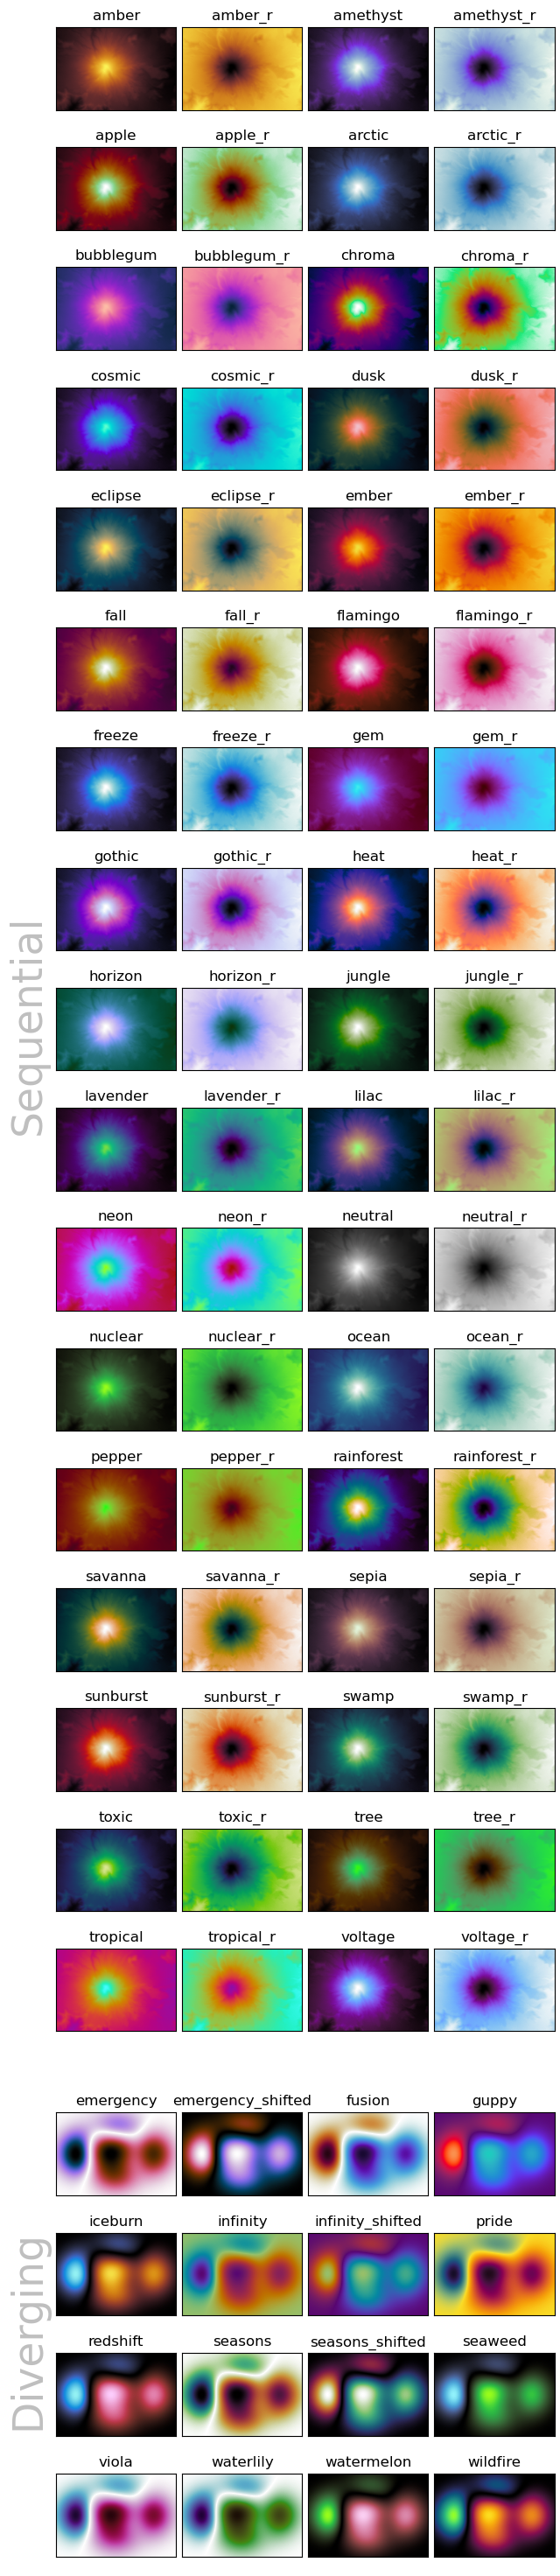 amber amber_r amethyst amethyst_r
apple apple_r arctic arctic_r
bubblegum bubblegum_r chroma chroma_r
cosmic cosmic_r dusk dusk_r
eclipse eclipse_r ember ember_r
fall fall_r flamingo flamingo_r
freeze freeze_r gem gem_r
gothic gothic_r heat heat_r
Sequential
horizon horizon_r jungle jungle_r
lavender lavender_r lilac lilac_r
neon neon_r neutral neutral_r
nuclear nuclear_r ocean ocean_r
pepper pepper_r rainforest rainforest_r
savanna savanna_r sepia sepia_r
sunburst sunburst_r swamp swamp_r
toxic toxic_r tree tree_r
tropical tropical_r voltage voltage_r
emergency emergency_shifted fusion guppy
iceburn infinity infinity_shifted pride
Diverging
redshift seasons seasons_shifted seaweed
viola waterlily watermelon wildfire